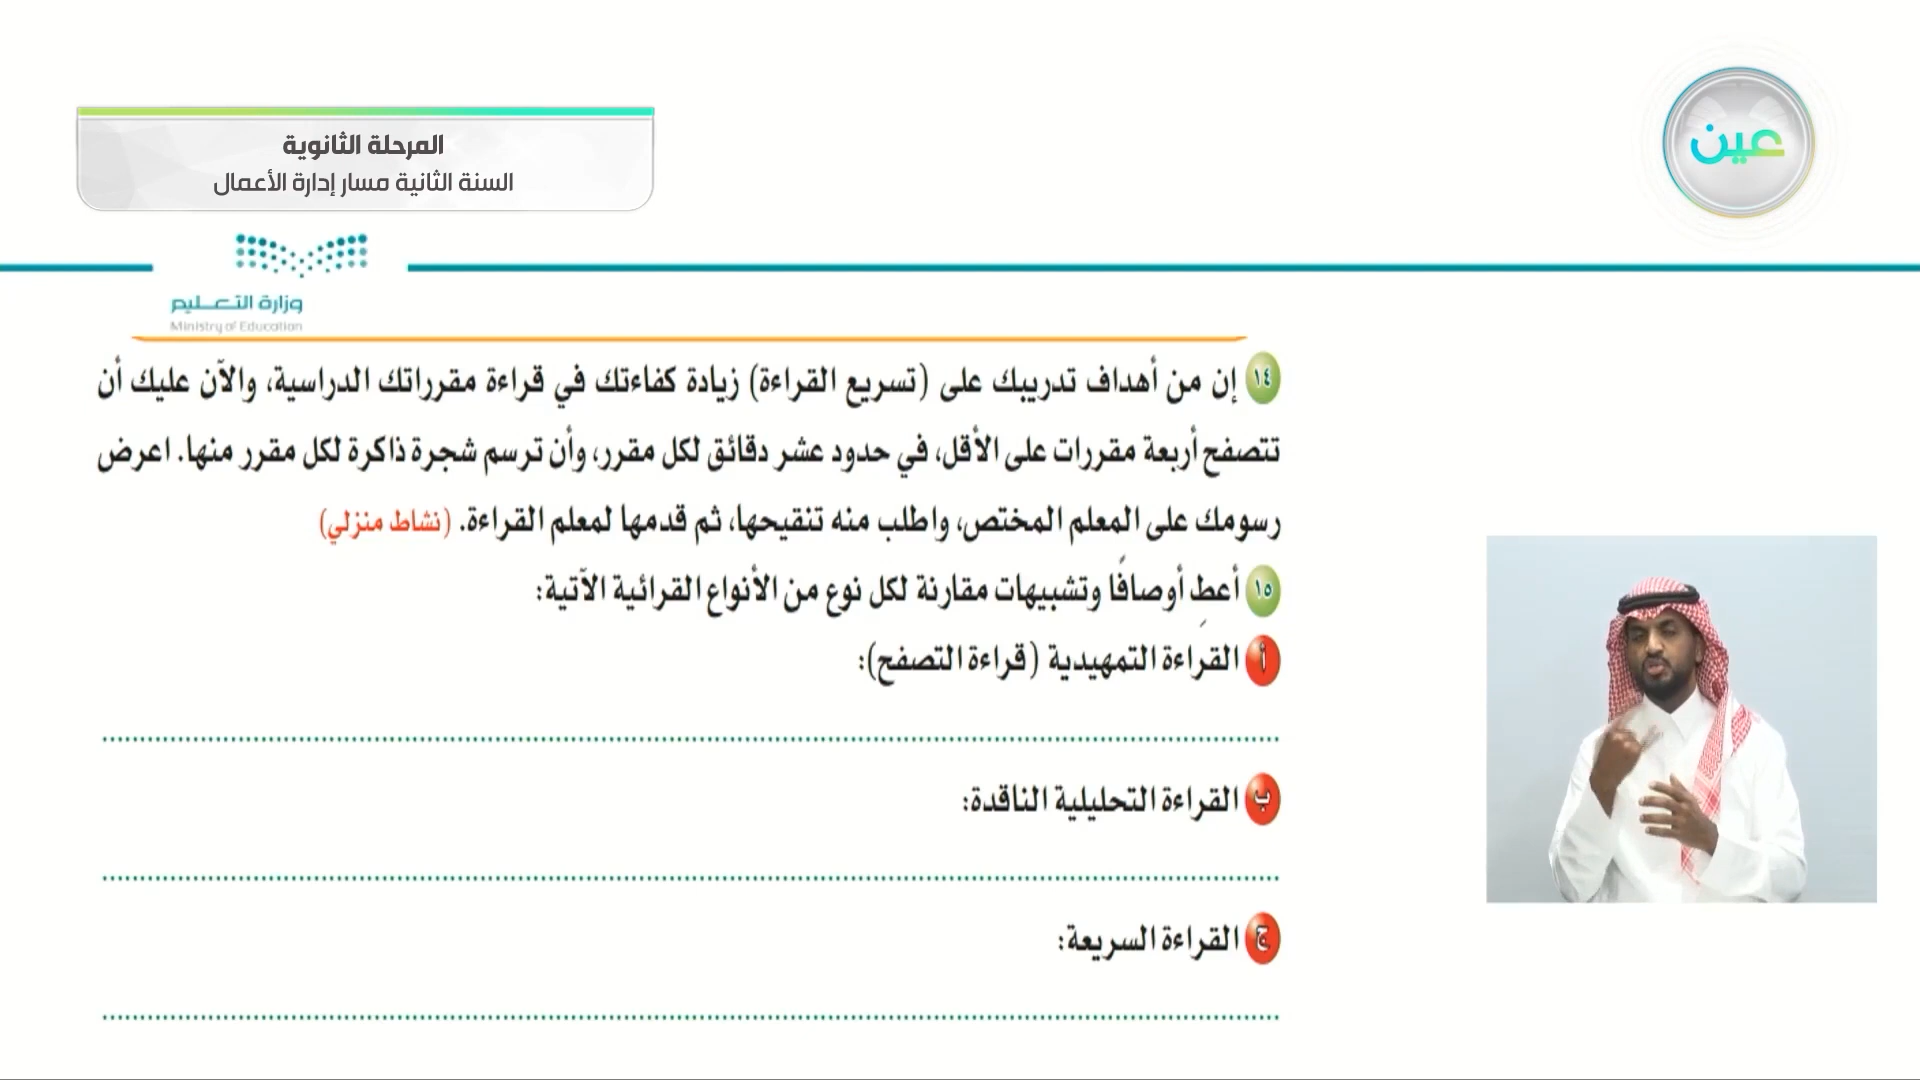 عين
المرحلة الثانوية
السنة الثانية مسار إدارة الأعمال
وزارة التعـــليم
Ministry of Education
١٤ إن من أهداف تدريبك على (تسريع القراءة) زيادة كفاءتك في قراءة مقرراتك الدراسية، والآن عليك أن
تتصفح أربعة مقررات على الأقل، في حدود عشر دقائق لكل مقرر، وأن ترسم شجرة ذاكرة لكل مقرر منها. اعرض
رسومك على المعلم المختص، واطلب منه تنقيحها، ثم قدمها لمعلم القراءة. (نشاط منزلي)
١٥ أعطِ أوصافًا وتشبيهات مقارنة لكل نوع من الأنواع القرائية الآتية:
أ القراءة التمهيدية (قراءة التصفح):
ب القراءة التحليلية الناقدة:
ج القراءة السريعة: